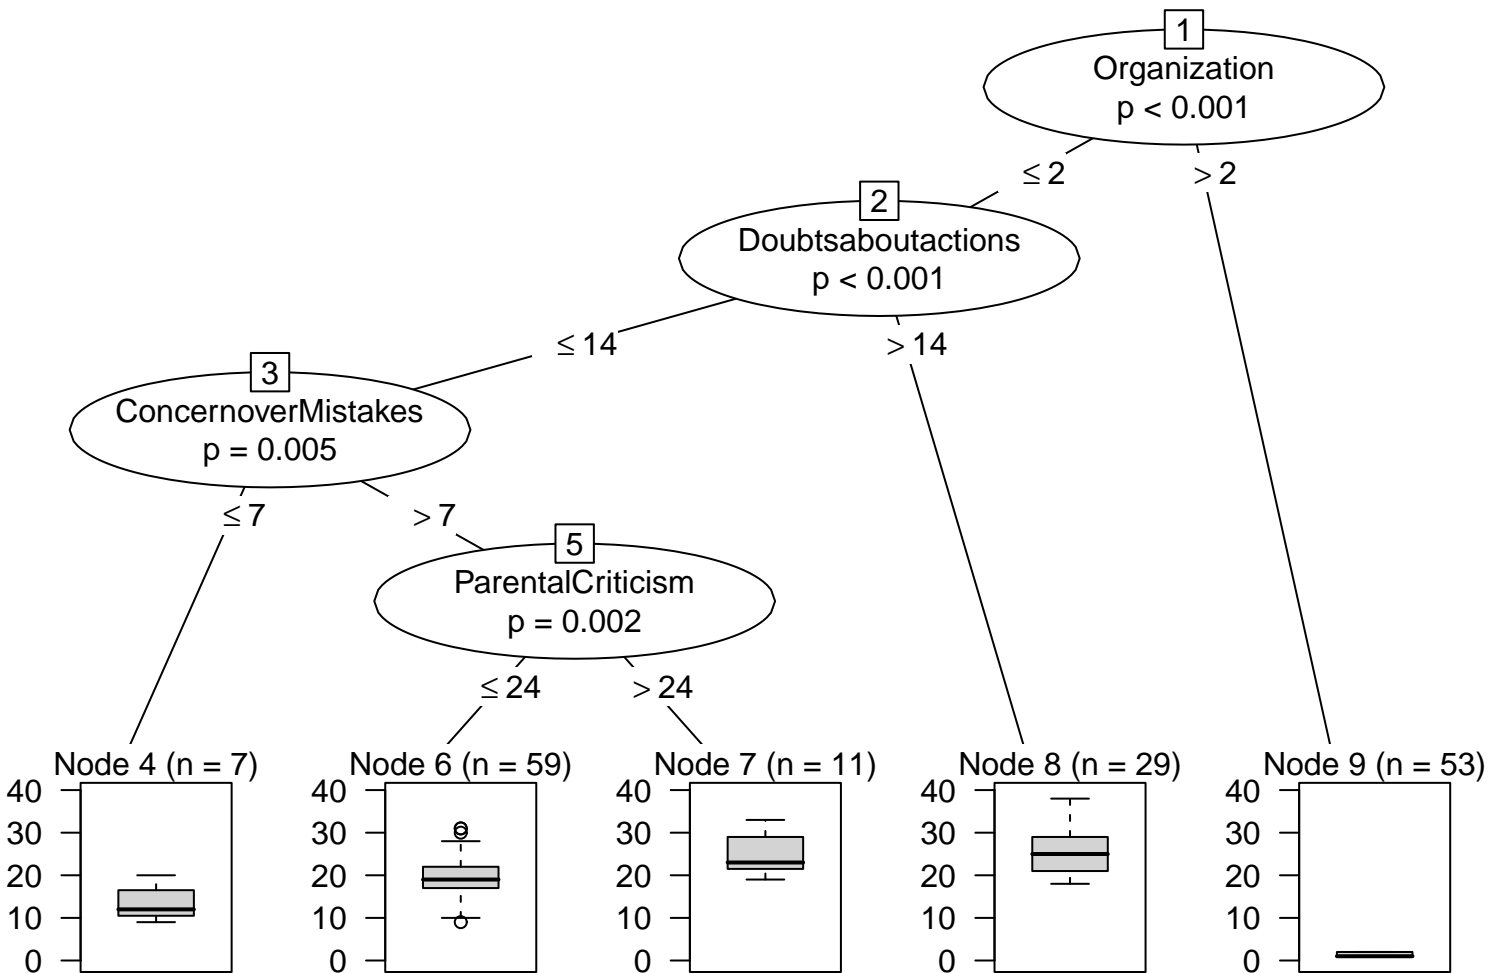 1
Organization
p < 0.001
≤ 2
> 2
2
Doubtsaboutactions
p < 0.001
≤ 14
> 14
3
ConcernoverMistakes
p = 0.005
≤ 7
> 7
5
ParentalCriticism
p = 0.002
≤ 24
> 24
Node 4 (n = 7)
40
30
20
10
0
Node 6 (n = 59)
40
30
20
10
0
Node 7 (n = 11)
40
30
20
10
0
Node 8 (n = 29)
40
30
20
10
0
Node 9 (n = 53)
40
30
20
10
0